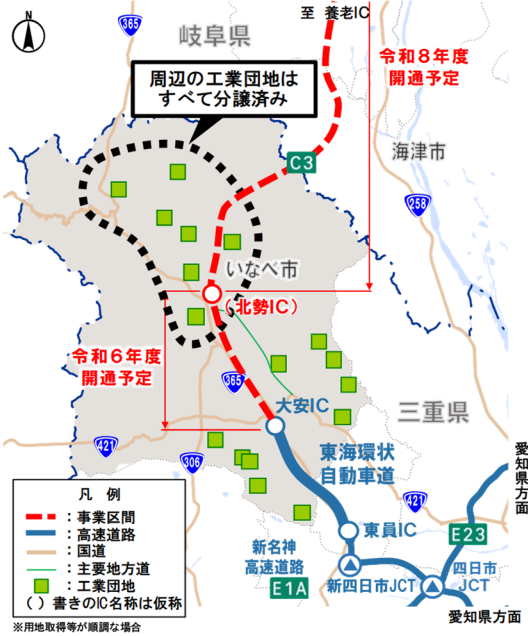 至 養老IC
N
365
岐阜県
令和8年度
開通予定
周辺の工業団地は
すべて分譲済み
海津市
C3
258
いなべ市
(北勢IC)
令和6年度
開通予定
365
大安IC
三重県
421
306
東海環状
自動車道
愛知県方面
421
凡 例
:事業区間
:高速道路
:国道
:主要地方道
:工業団地
( )書きのIC名称は仮称
東員IC
E23
新名神
高速道路
四日市
JCT
新四日市JCT
E1A
愛知県方面
※用地取得等が順調な場合